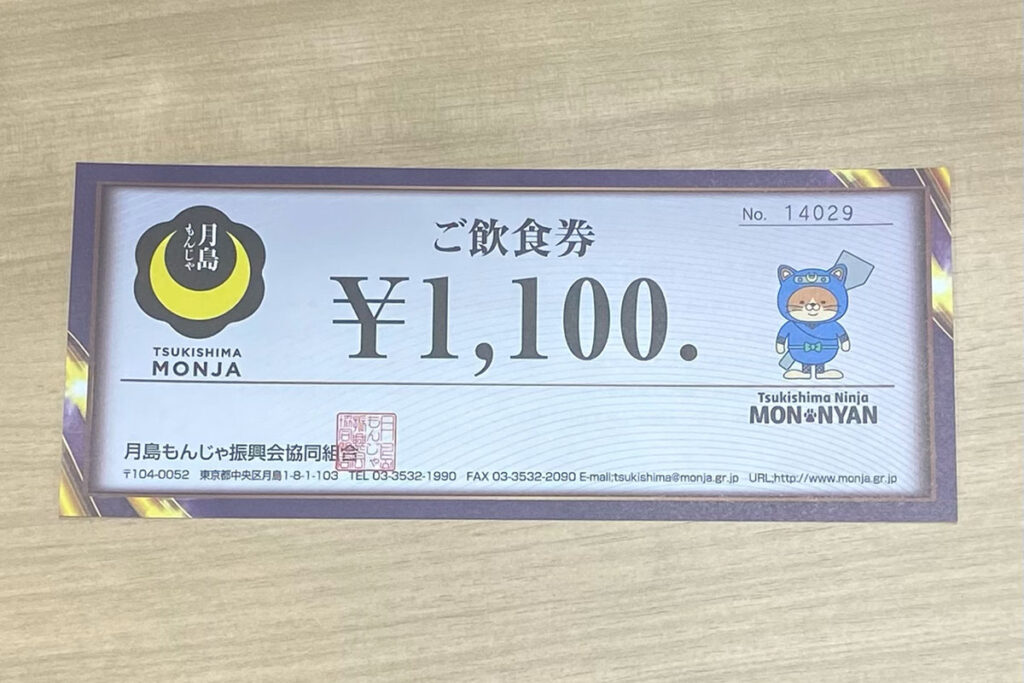 月島
もんじゃ
TSUKISHIMA
MONJA
ご飲食券
¥1,100.
No. 14029
Tsukishima Ninja
MON NYAN
月島もんじゃ振興会協同組合
〒104-0052 東京都中央区月島1-8-1-103 TEL 03-3532-1990 FAX 03-3532-2090 E-mail;tsukishima@monja.gr.jp URL;http://www.monja.gr.jp